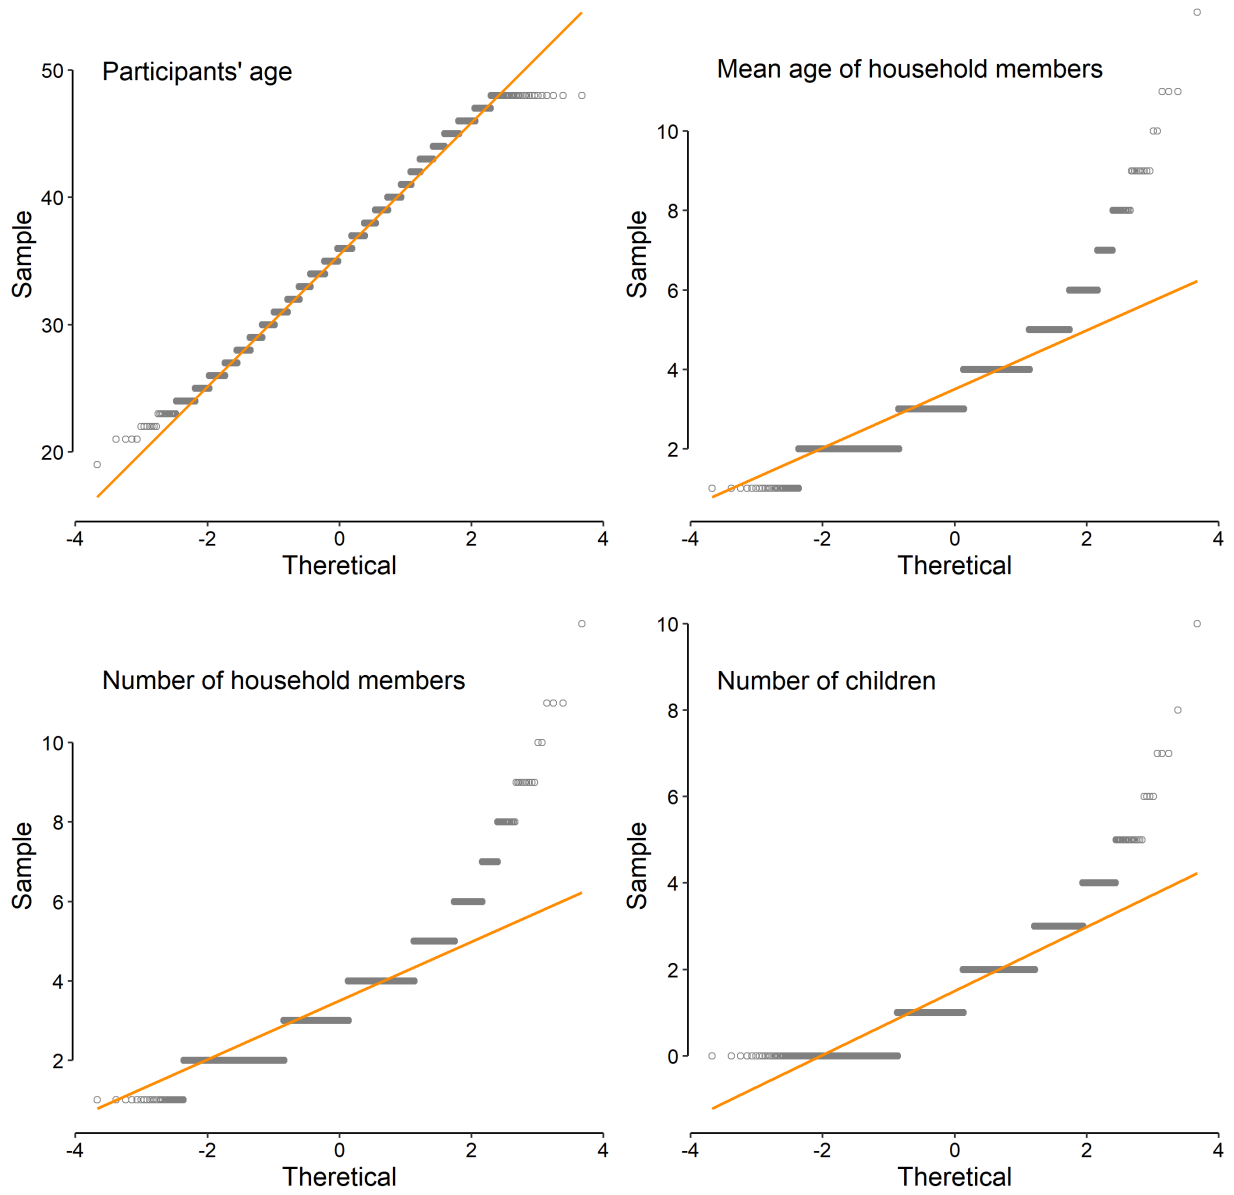 Participants' age
50
40
30
20
Sample
-4 -2 0 2 4
Theretical
Mean age of household members
10
8
6
4
2
Sample
-4 -2 0 2 4
Theretical
Number of household members
10
8
6
4
2
Sample
-4 -2 0 2 4
Theretical
10
Number of children
8
6
4
2
0
Sample
-4 -2 0 2 4
Theretical